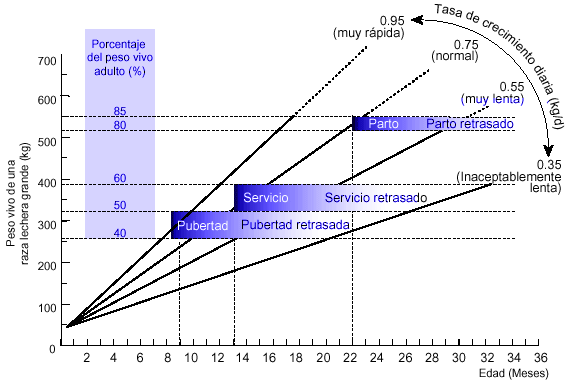 Tasa de crecimiento diaria (kg/d)
0.95
(muy rápida)
0.75
(normal)
0.55
(muy lenta)
0.35
(Inaceptablemente
lenta)
Porcentaje
del peso vivo
adulto (%)
85
80
60
50
40
Parto
Parto retrasado
Servicio
Servicio retrasado
Pubertad
Pubertad retrasada
Peso vivo de una
raza lechera grande (kg)
700
600
500
400
300
200
100
0
0 2 4 6 8 10 12 14 16 18 20 22 24 26 28 30 32 34 36
Edad (Meses)